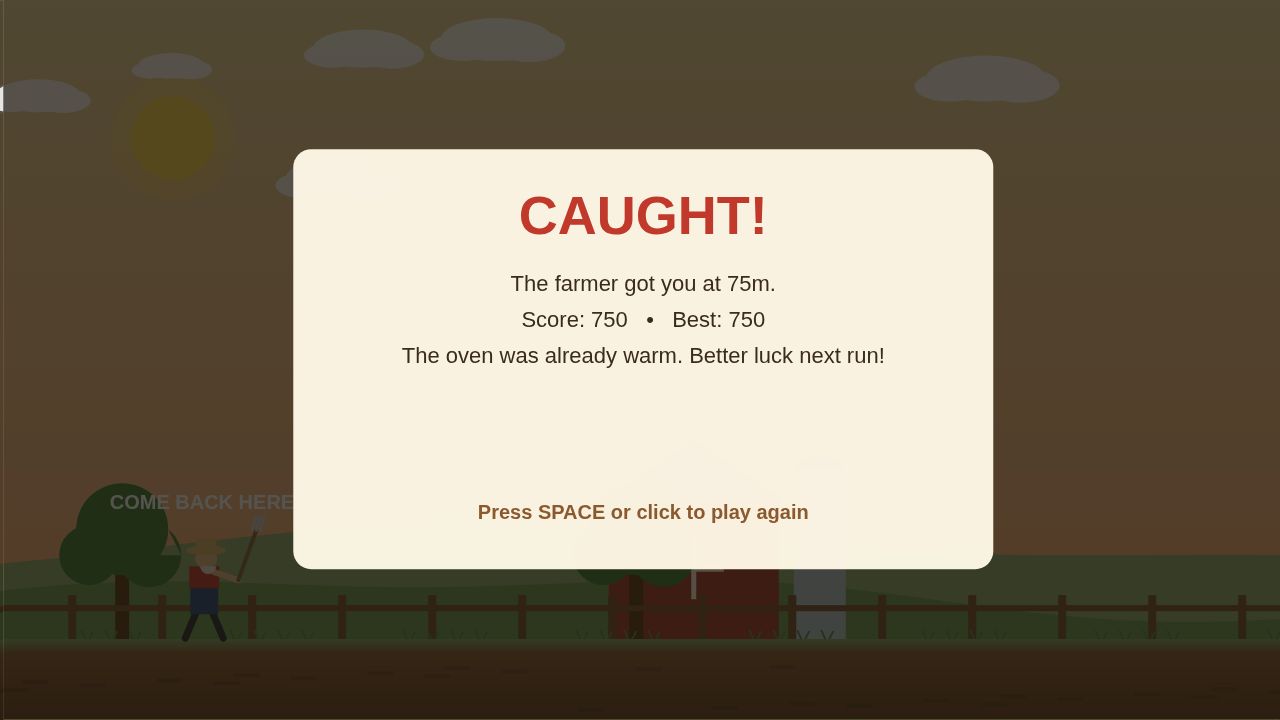 CAUGHT!
The farmer got you at 75m.
Score: 750 • Best: 750
The oven was already warm. Better luck next run!
COME BACK HERE
Press SPACE or click to play again